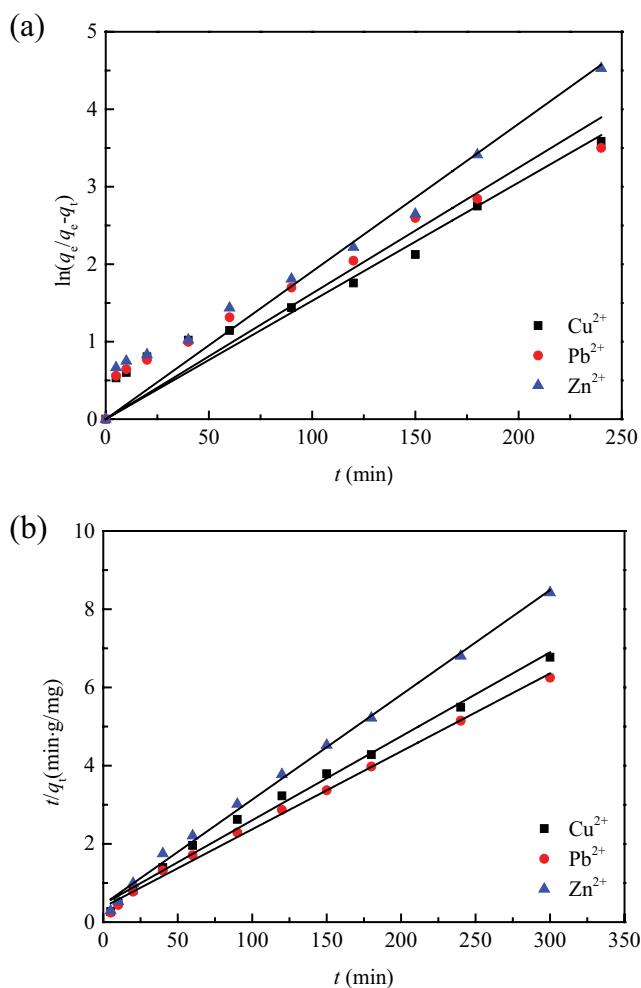 (a)
5
4
3
2
1
0
ln(qₑ/qₑ-qₜ)
Cu²⁺
Pb²⁺
Zn²⁺
0 50 100 150 200 250
t (min)
(b)
10
8
6
4
2
0
t/qₜ(min·g/mg)
Cu²⁺
Pb²⁺
Zn²⁺
0 50 100 150 200 250 300 350
t (min)